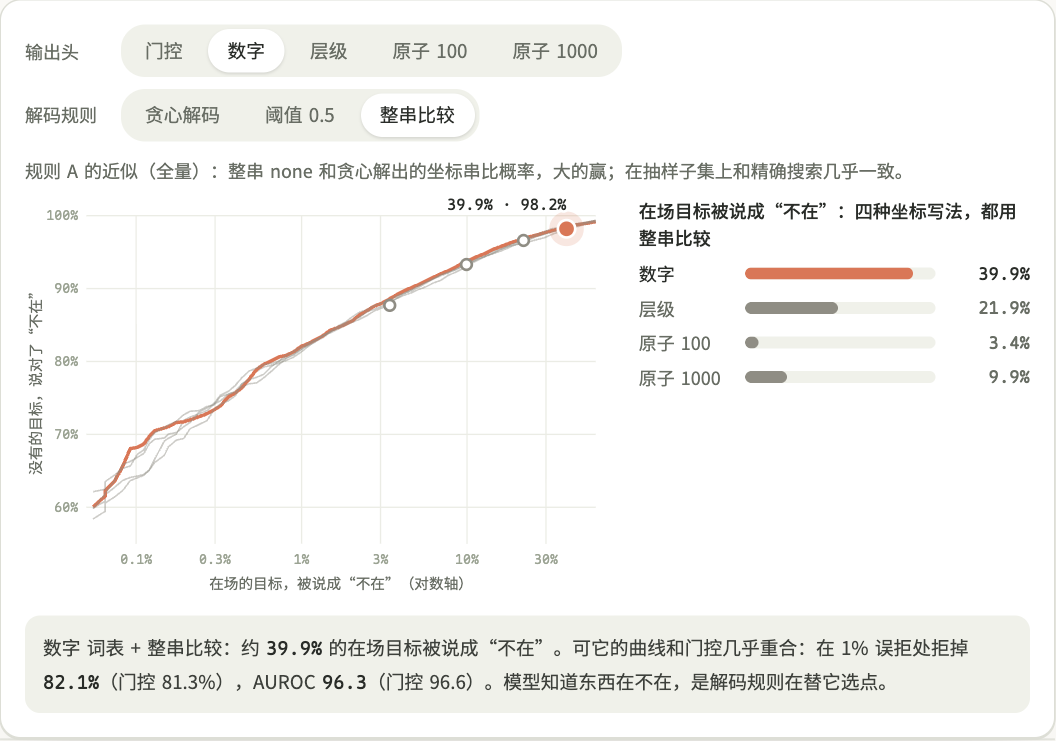 输出头 门控 数字 层级 原子 100 原子 1000
解码规则 贪心解码 阈值 0.5 整串比较
规则 A 的近似（全量）：整串 none 和贪心解出的坐标串比概率，大的赢；在抽样子集上和精确搜索几乎一致。
39.9% · 98.2%
100%
90%
80%
70%
60%
没有的目标，说对了“不在”
0.1% 0.3% 1% 3% 10% 30%
在场的目标，被说成“不在”（对数轴）
在场目标被说成“不在”：四种坐标写法，都用
整串比较
数字 39.9%
层级 21.9%
原子 100 3.4%
原子 1000 9.9%
数字 词表 + 整串比较：约 39.9% 的在场目标被说成“不在”。可它的曲线和门控几乎重合：在 1% 误拒处拒掉
82.1%（门控 81.3%），AUROC 96.3（门控 96.6）。模型知道东西在不在，是解码规则在替它选点。